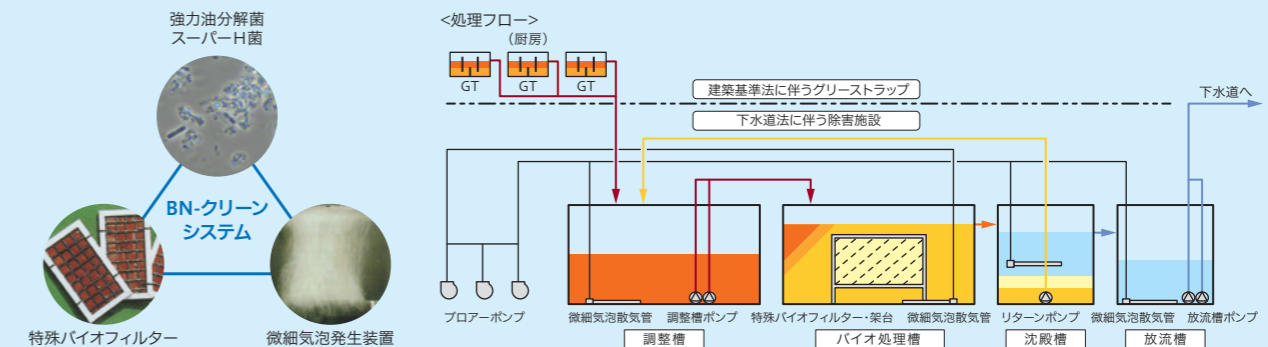 強力油分解菌
スーパーH菌
BN-クリーン
システム
特殊バイオフィルター
微細気泡発生装置
<処理フロー>
(厨房)
GT
GT
GT
建築基準法に伴うグリーストラップ
下水道法に伴う除害施設
下水道へ
ブロアーポンプ
微細気泡散気管
調整槽ポンプ
特殊バイオフィルター・架台
微細気泡散気管
リターンポンプ
微細気泡散気管
放流槽ポンプ
調整槽
バイオ処理槽
沈殿槽
放流槽